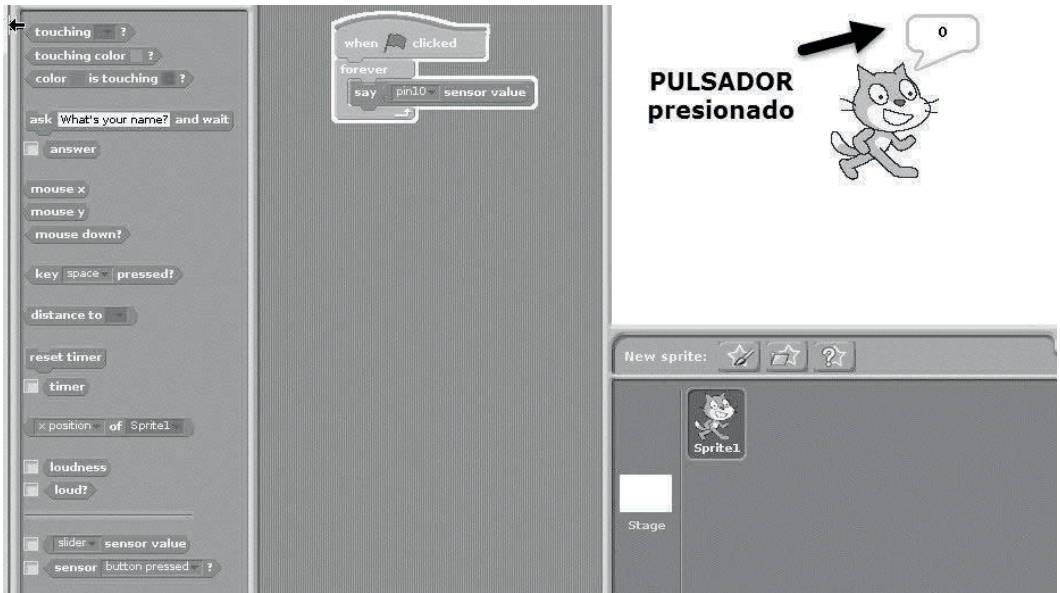 touching ?
touching color ?
color is touching ?
ask What's your name? and wait
answer
mouse x
mouse y
mouse down?
key space pressed?
distance to
reset timer
timer
x position of Sprite1
loudness
loud?
slider sensor value
sensor button pressed ?
when clicked
forever
say pin10 sensor value
0
PULSADOR
presionado
New sprite:
Sprite1
Stage